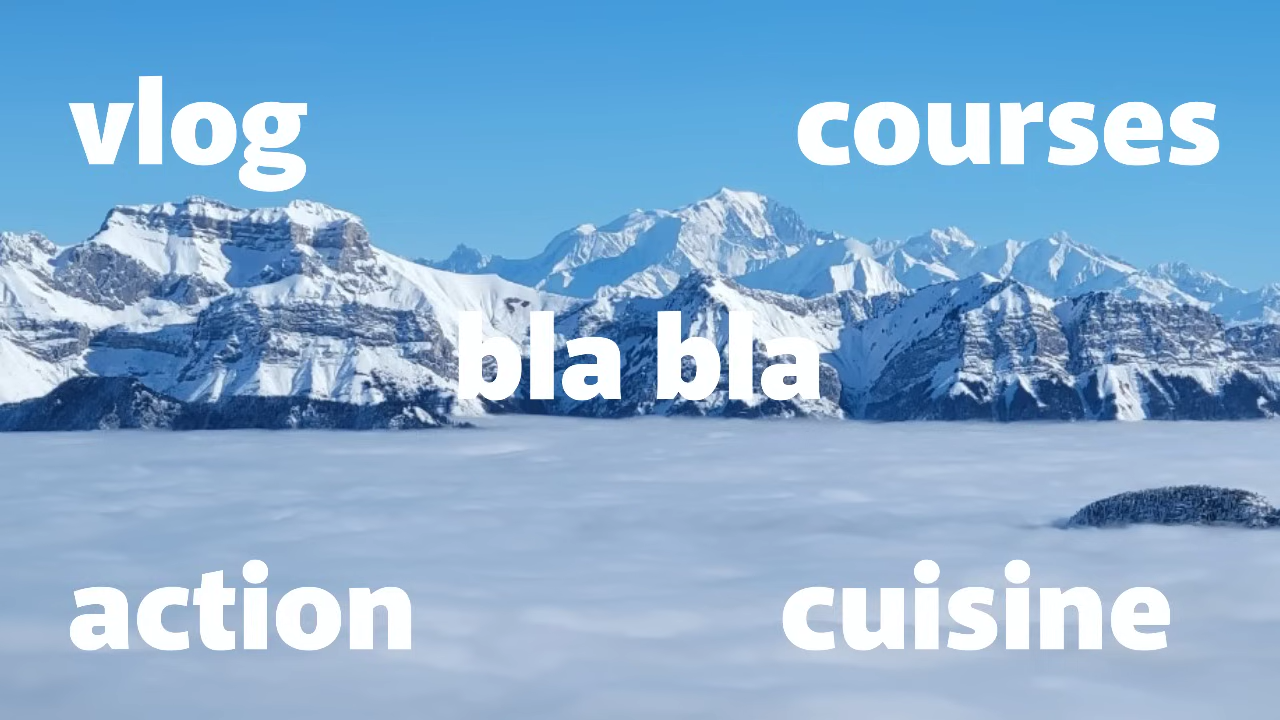 vlog
courses
bla bla
action
cuisine